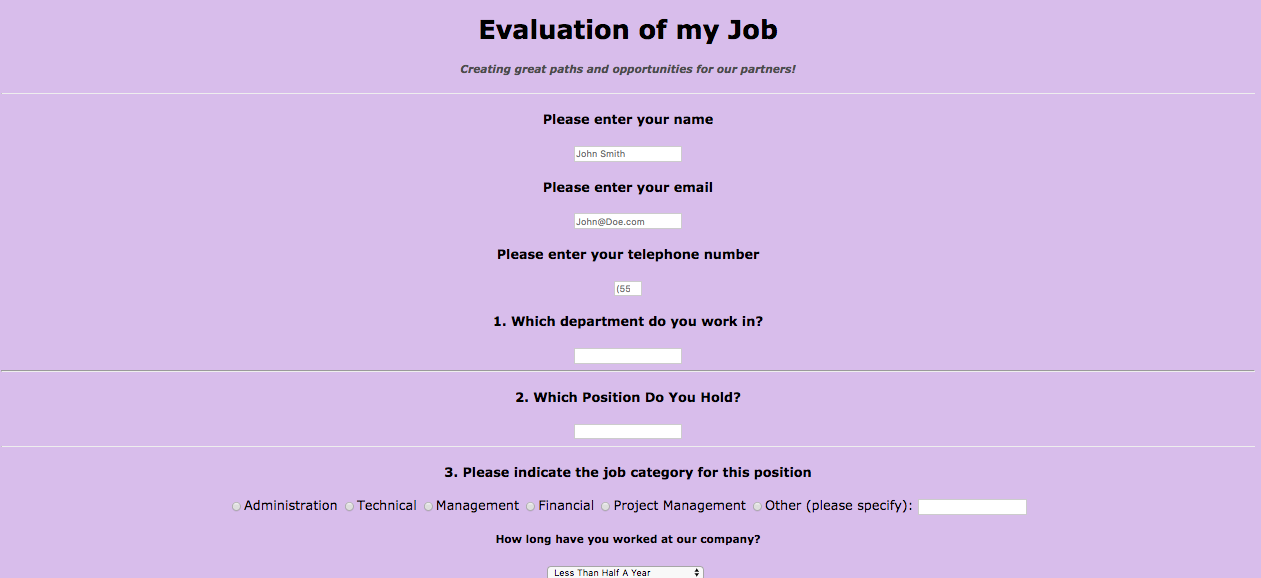 Evaluation of my Job
Creating great paths and opportunities for our partners!
Please enter your name
John Smith
Please enter your email
John@Doe.com
Please enter your telephone number
(55
1. Which department do you work in?
2. Which Position Do You Hold?
3. Please indicate the job category for this position
Administration Technical Management Financial Project Management Other (please specify):
How long have you worked at our company?
Less Than Half A Year